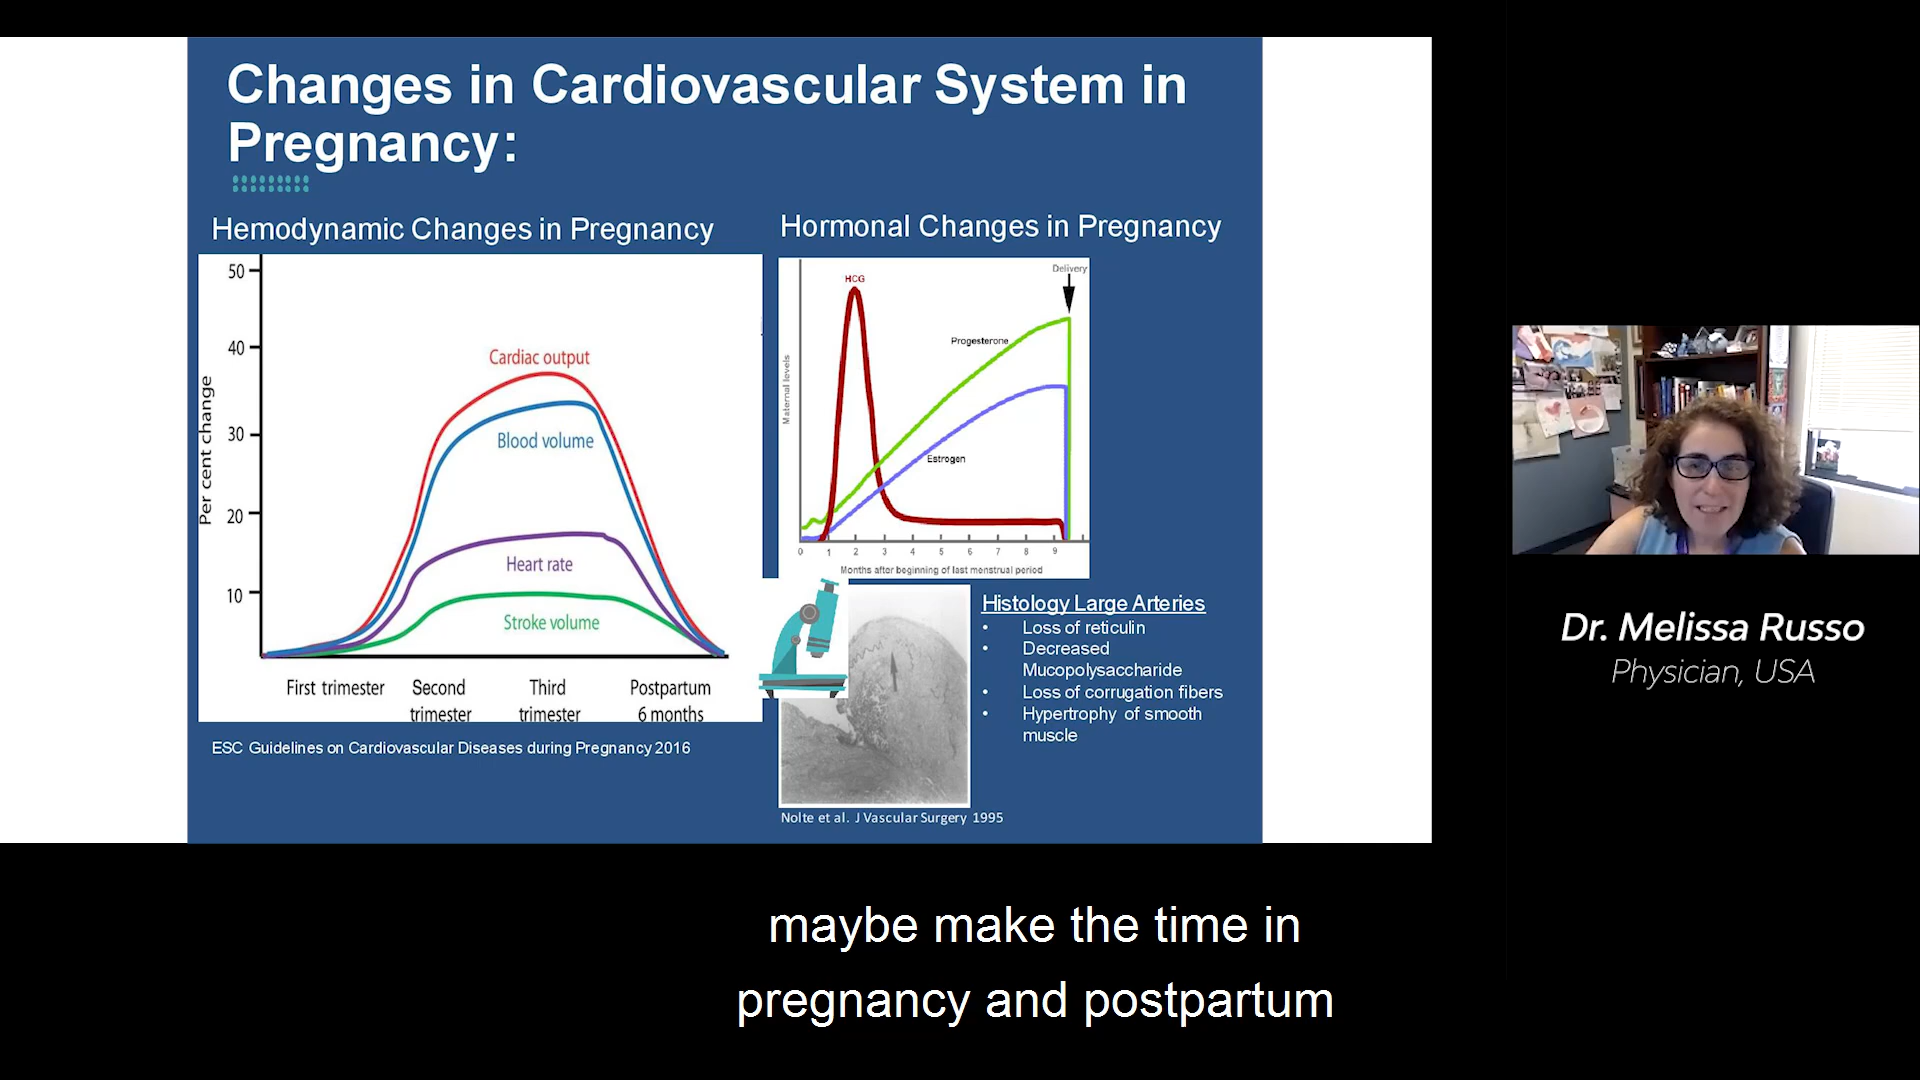 Changes in Cardiovascular System in
Pregnancy:
Hemodynamic Changes in Pregnancy
50
40
30
20
10
Per cent change
Cardiac output
Blood volume
Heart rate
Stroke volume
First trimester
Second
trimester
Third
trimester
Postpartum
6 months
ESC Guidelines on Cardiovascular Diseases during Pregnancy 2016
Hormonal Changes in Pregnancy
HCG
Delivery
Progesterone
Estrogen
Maternal levels
0 1 2 3 4 5 6 7 8 9
Months after beginning of last menstrual period
Histology Large Arteries
• Loss of reticulin
• Decreased
Mucopolysaccharide
• Loss of corrugation fibers
• Hypertrophy of smooth
muscle
Nolte et al. J Vascular Surgery 1995
Dr. Melissa Russo
Physician, USA
maybe make the time in
pregnancy and postpartum